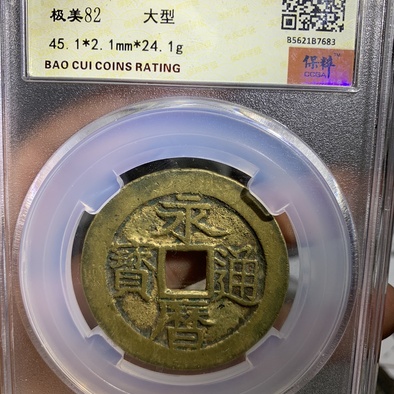 极美82 大型
45.1*2.1mm*24.1g
BAO CUI COINS RATING
B5621B7683
保粹
永曆通寶